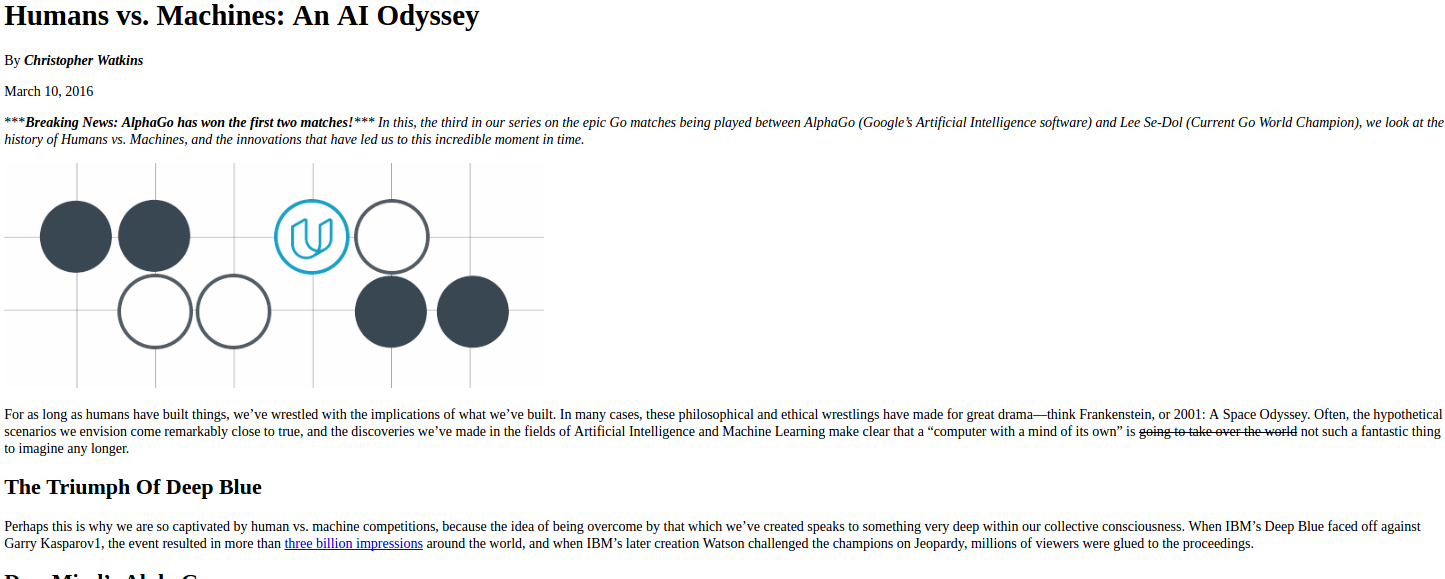 Humans vs. Machines: An AI Odyssey
By Christopher Watkins
March 10, 2016
***Breaking News: AlphaGo has won the first two matches!*** In this, the third in our series on the epic Go matches being played between AlphaGo (Google’s Artificial Intelligence software) and Lee Se-Dol (Current Go World Champion), we look at the
history of Humans vs. Machines, and the innovations that have led us to this incredible moment in time.
For as long as humans have built things, we’ve wrestled with the implications of what we’ve built. In many cases, these philosophical and ethical wrestlings have made for great drama—think Frankenstein, or 2001: A Space Odyssey. Often, the hypothetical
scenarios we envision come remarkably close to true, and the discoveries we’ve made in the fields of Artificial Intelligence and Machine Learning make clear that a “computer with a mind of its own” is going to take over the world not such a fantastic thing
to imagine any longer.
The Triumph Of Deep Blue
Perhaps this is why we are so captivated by human vs. machine competitions, because the idea of being overcome by that which we’ve created speaks to something very deep within our collective consciousness. When IBM’s Deep Blue faced off against
Garry Kasparov1, the event resulted in more than three billion impressions around the world, and when IBM’s later creation Watson challenged the champions on Jeopardy, millions of viewers were glued to the proceedings.